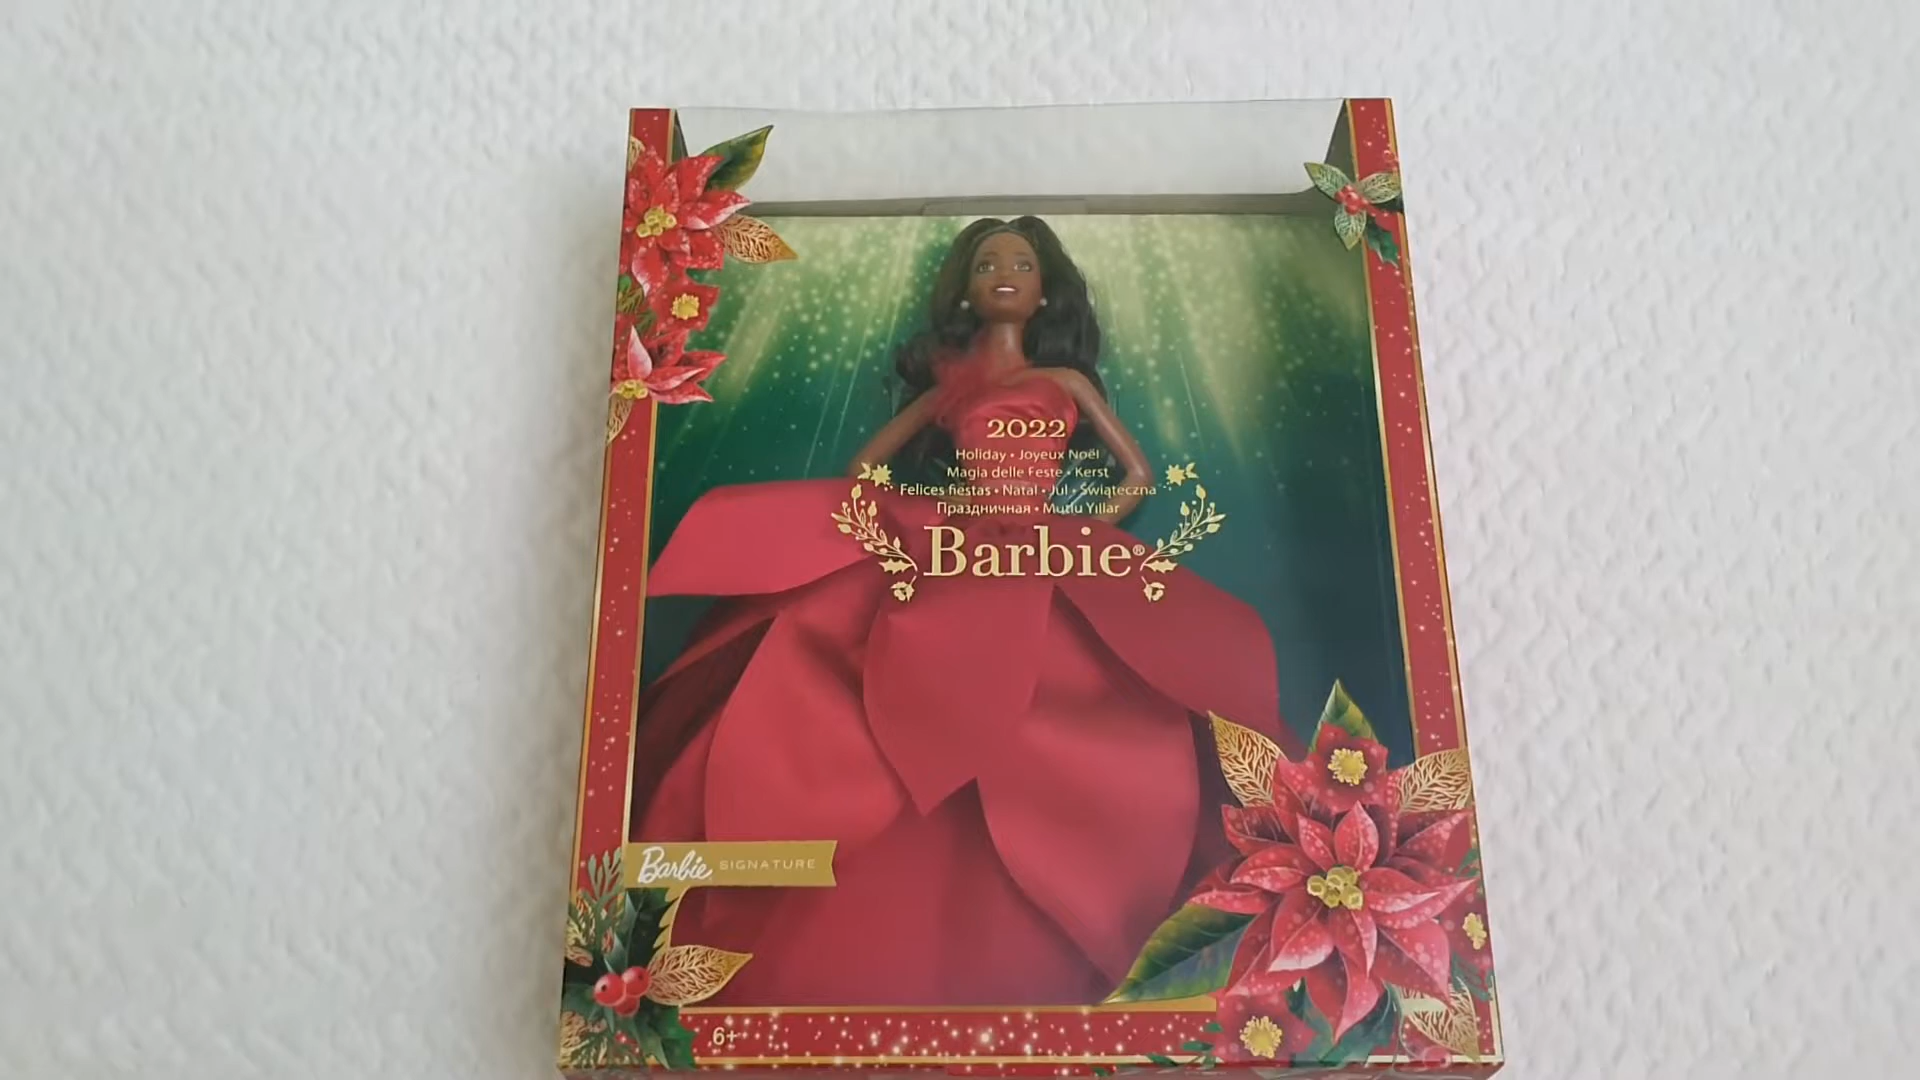 2022
Holiday • Joyeux Noël
Magia delle Feste • Kerst
Felices fiestas • Natal • Jul • Świąteczna
Праздничная • Mutlu Yıllar
Barbie®
Barbie SIGNATURE
6+